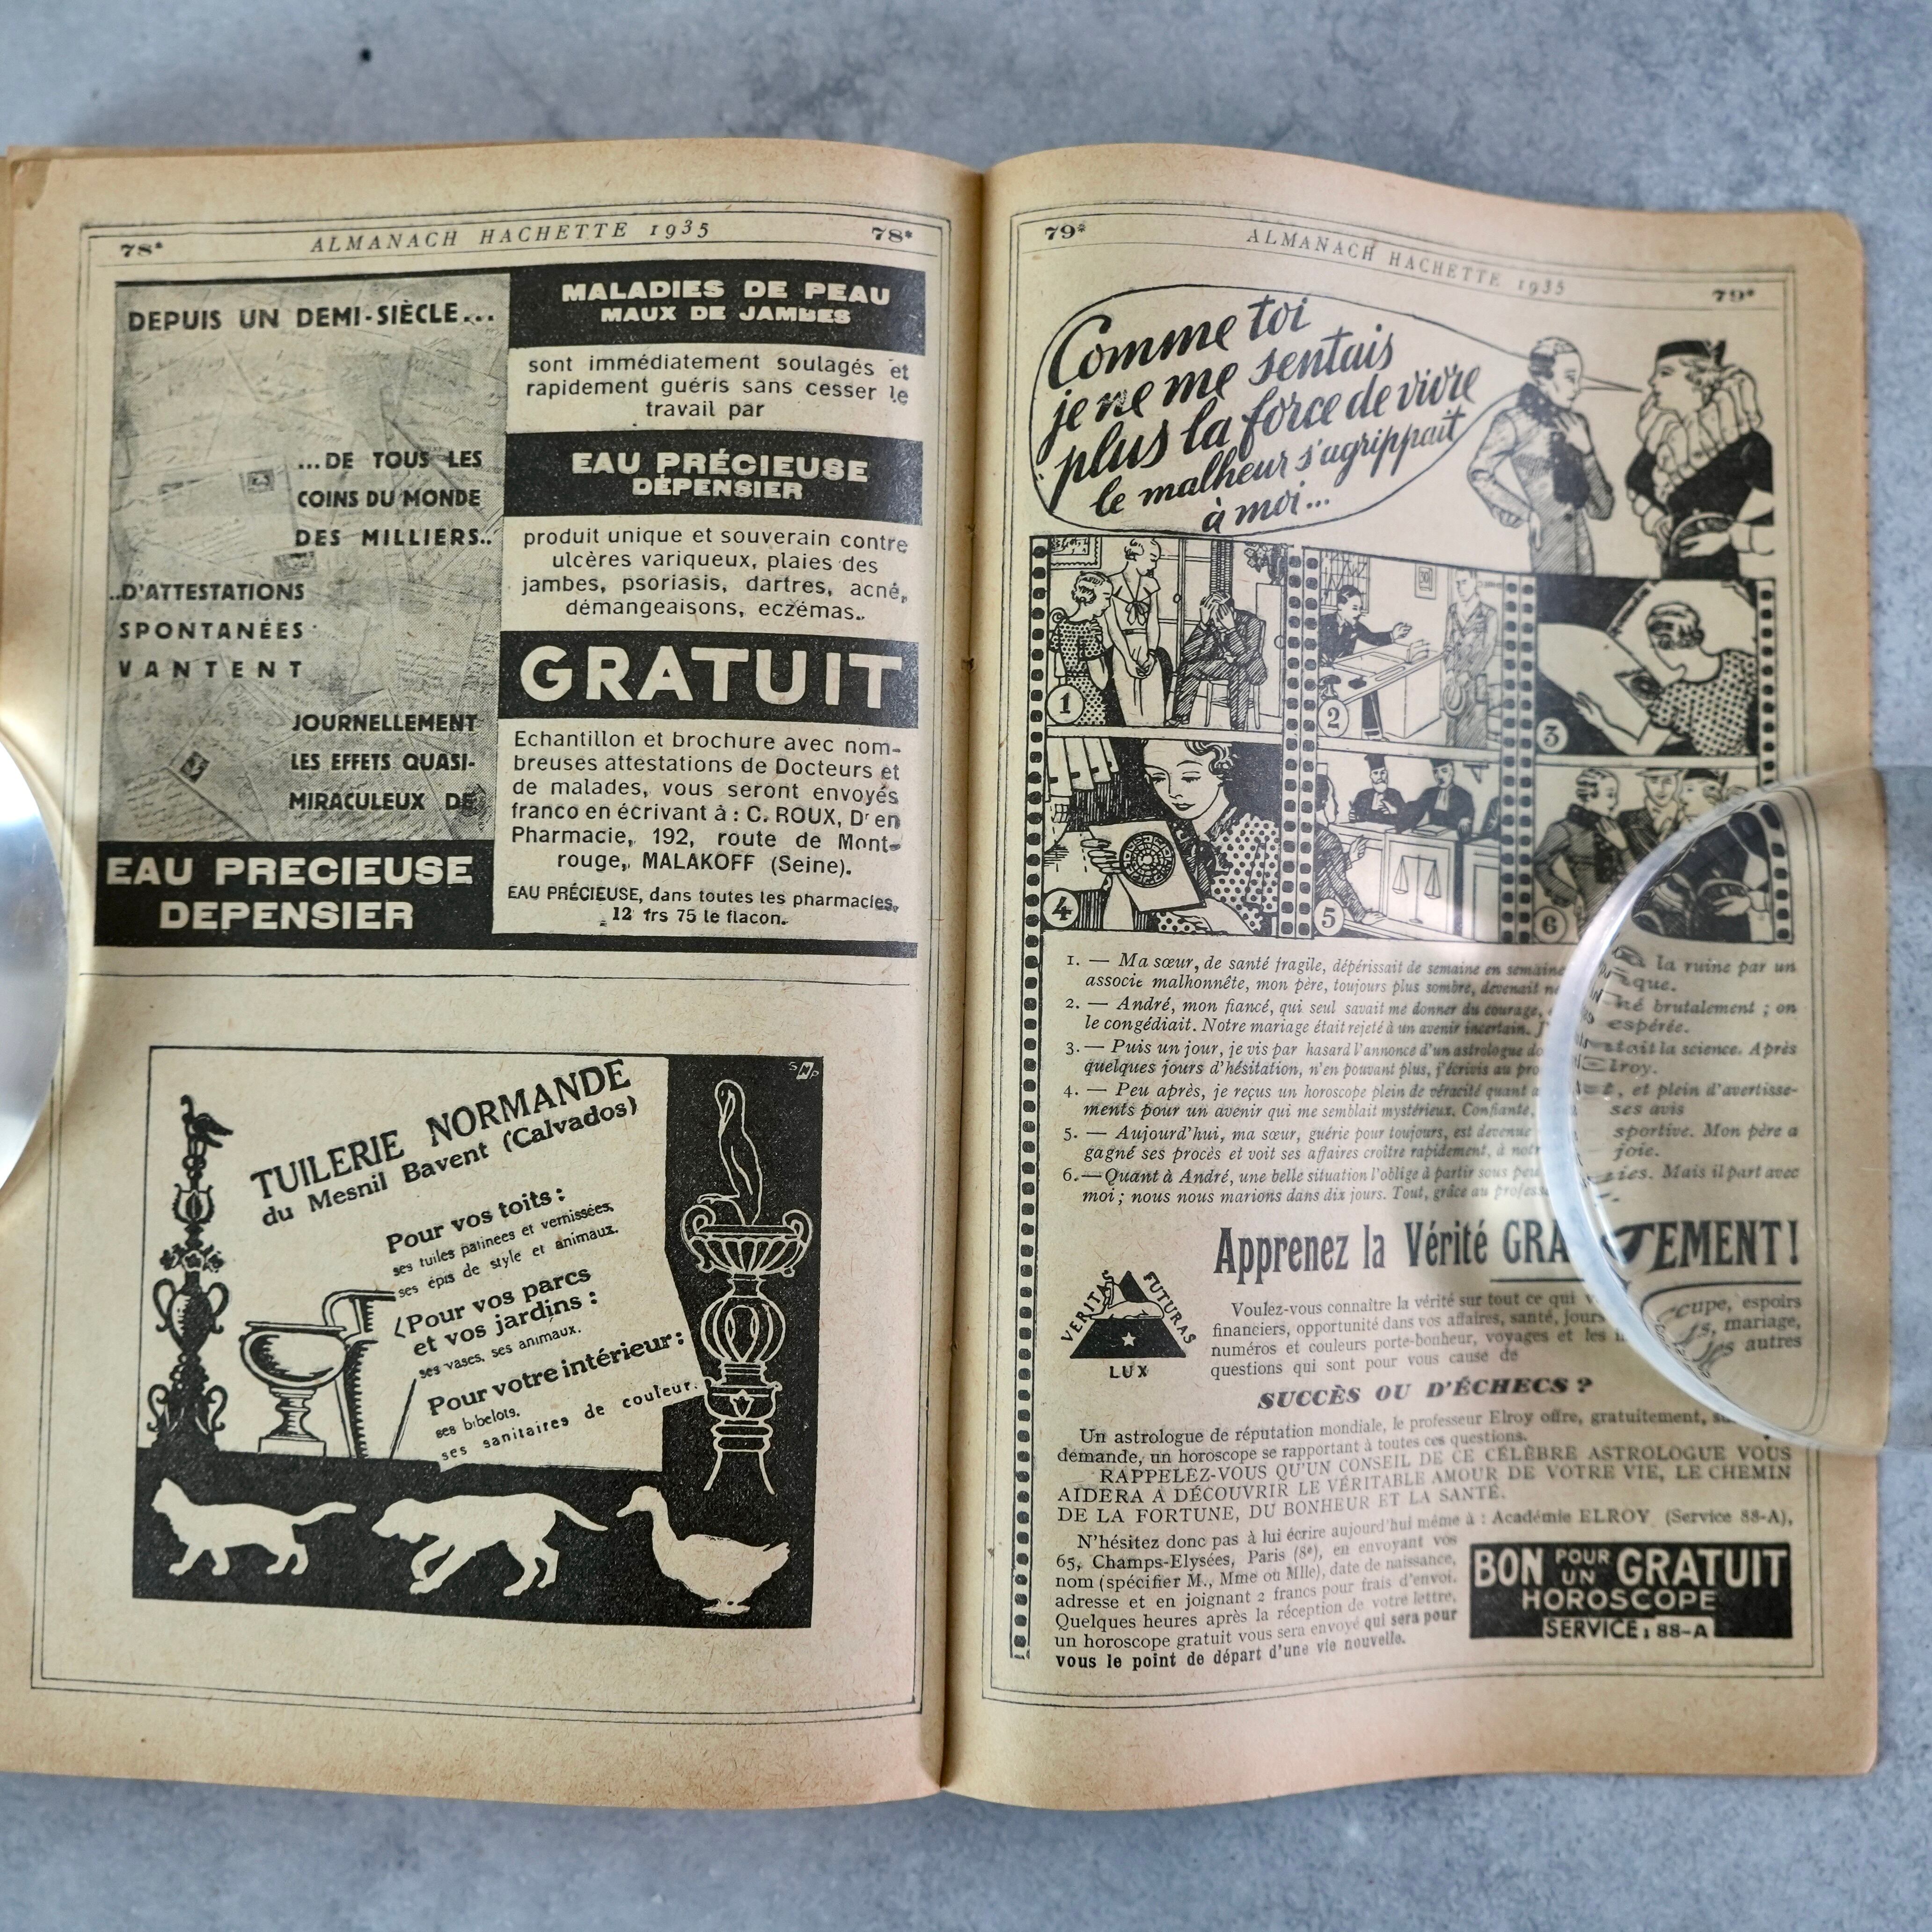 78*
ALMANACH HACHETTE 1935
78*
DEPUIS UN DEMI-SIÈCLE...
...DE TOUS LES
COINS DU MONDE
DES MILLIERS..
..D'ATTESTATIONS
SPONTANÉES
VANTENT
JOURNELLEMENT
LES EFFETS QUASI-
MIRACULEUX DE
EAU PRECIEUSE
DEPENSIER
MALADIES DE PEAU
MAUX DE JAMBES
sont immédiatement soulagés et
rapidement guéris sans cesser le
travail par
EAU PRÉCIEUSE
DÉPENSIER
produit unique et souverain contre
ulcères variqueux, plaies des
jambes, psoriasis, dartres, acné,
démangeaisons, eczémas..
GRATUIT
Echantillon et brochure avec nom-
breuses attestations de Docteurs et
de malades, vous seront envoyés
franco en écrivant à : C. ROUX, Dr en
Pharmacie, 192, route de Mont-
rouge, MALAKOFF (Seine).
EAU PRÉCIEUSE, dans toutes les pharmacies,
12 frs 75 le flacon.
SNP
TUILERIE NORMANDE
du Mesnil Bavent (Calvados)
Pour vos toits :
ses tuiles patinées et vernissées,
ses épis de style et animaux.
Pour vos parcs
et vos jardins :
ses vases, ses animaux.
Pour votre intérieur :
ses bibelots,
ses sanitaires de couleur.
79*
ALMANACH HACHETTE 1935
79*
Comme toi
je ne me sentais
plus la force de vivre
le malheur s'agrippait
à moi...
1
2
3
4
5
6
1. — Ma sœur, de santé fragile, dépérissait de semaine en semaine la ruine par un
associé malhonnête, mon père, toujours plus sombre, devenait que.
2. — André, mon fiancé, qui seul savait me donner du courage, brutalement ; on
le congédiait. Notre mariage était rejeté à un avenir incertain. espérée.
3. — Puis un jour, je vis par hasard l'annonce d'un astrologue la science. Après
quelques jours d'hésitation, n'en pouvant plus, j'écrivis au Elroy.
4. — Peu après, je reçus un horoscope plein de véracité quant et plein d'avertisse-
ments pour un avenir qui me semblait mystérieux. Confiante, ses avis
5. — Aujourd'hui, ma sœur, guérie pour toujours, est devenue sportive. Mon père a
gagné ses procès et voit ses affaires croître rapidement, à joie.
6. — Quant à André, une belle situation l'oblige à partir sous Mais il part avec
moi ; nous nous marions dans dix jours. Tout, grâce au
Apprenez la Vérité GRATUITEMENT !
VERITAS FUTURAS
LUX
Voulez-vous connaître la vérité sur tout ce qui espoirs
financiers, opportunité dans vos affaires, santé, mariage,
numéros et couleurs porte-bonheur, voyages et les autres
questions qui sont pour vous cause de
SUCCÈS OU D'ÉCHECS ?
Un astrologue de réputation mondiale, le professeur Elroy offre, gratuitement,
demande, un horoscope se rapportant à toutes ces questions.
RAPPELEZ-VOUS QU'UN CONSEIL DE CE CÉLÈBRE ASTROLOGUE VOUS
AIDERA A DÉCOUVRIR LE VÉRITABLE AMOUR DE VOTRE VIE, LE CHEMIN
DE LA FORTUNE, DU BONHEUR ET LA SANTÉ.
N'hésitez donc pas à lui écrire aujourd'hui même à : Académie ELROY (Service 88-A),
65, Champs-Elysées, Paris (8e), en envoyant vos
nom (spécifier M., Mme ou Mlle), date de naissance,
adresse et en joignant 2 francs pour frais d'envoi.
Quelques heures après la réception de votre lettre,
un horoscope gratuit vous sera envoyé qui sera pour
vous le point de départ d'une vie nouvelle.
BON POUR UN GRATUIT
HOROSCOPE
SERVICE : 88-A